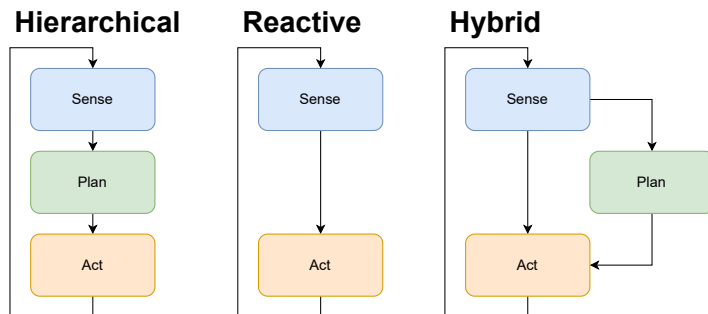 Hierarchical
Sense
Plan
Act
Reactive
Sense
Act
Hybrid
Sense
Plan
Act